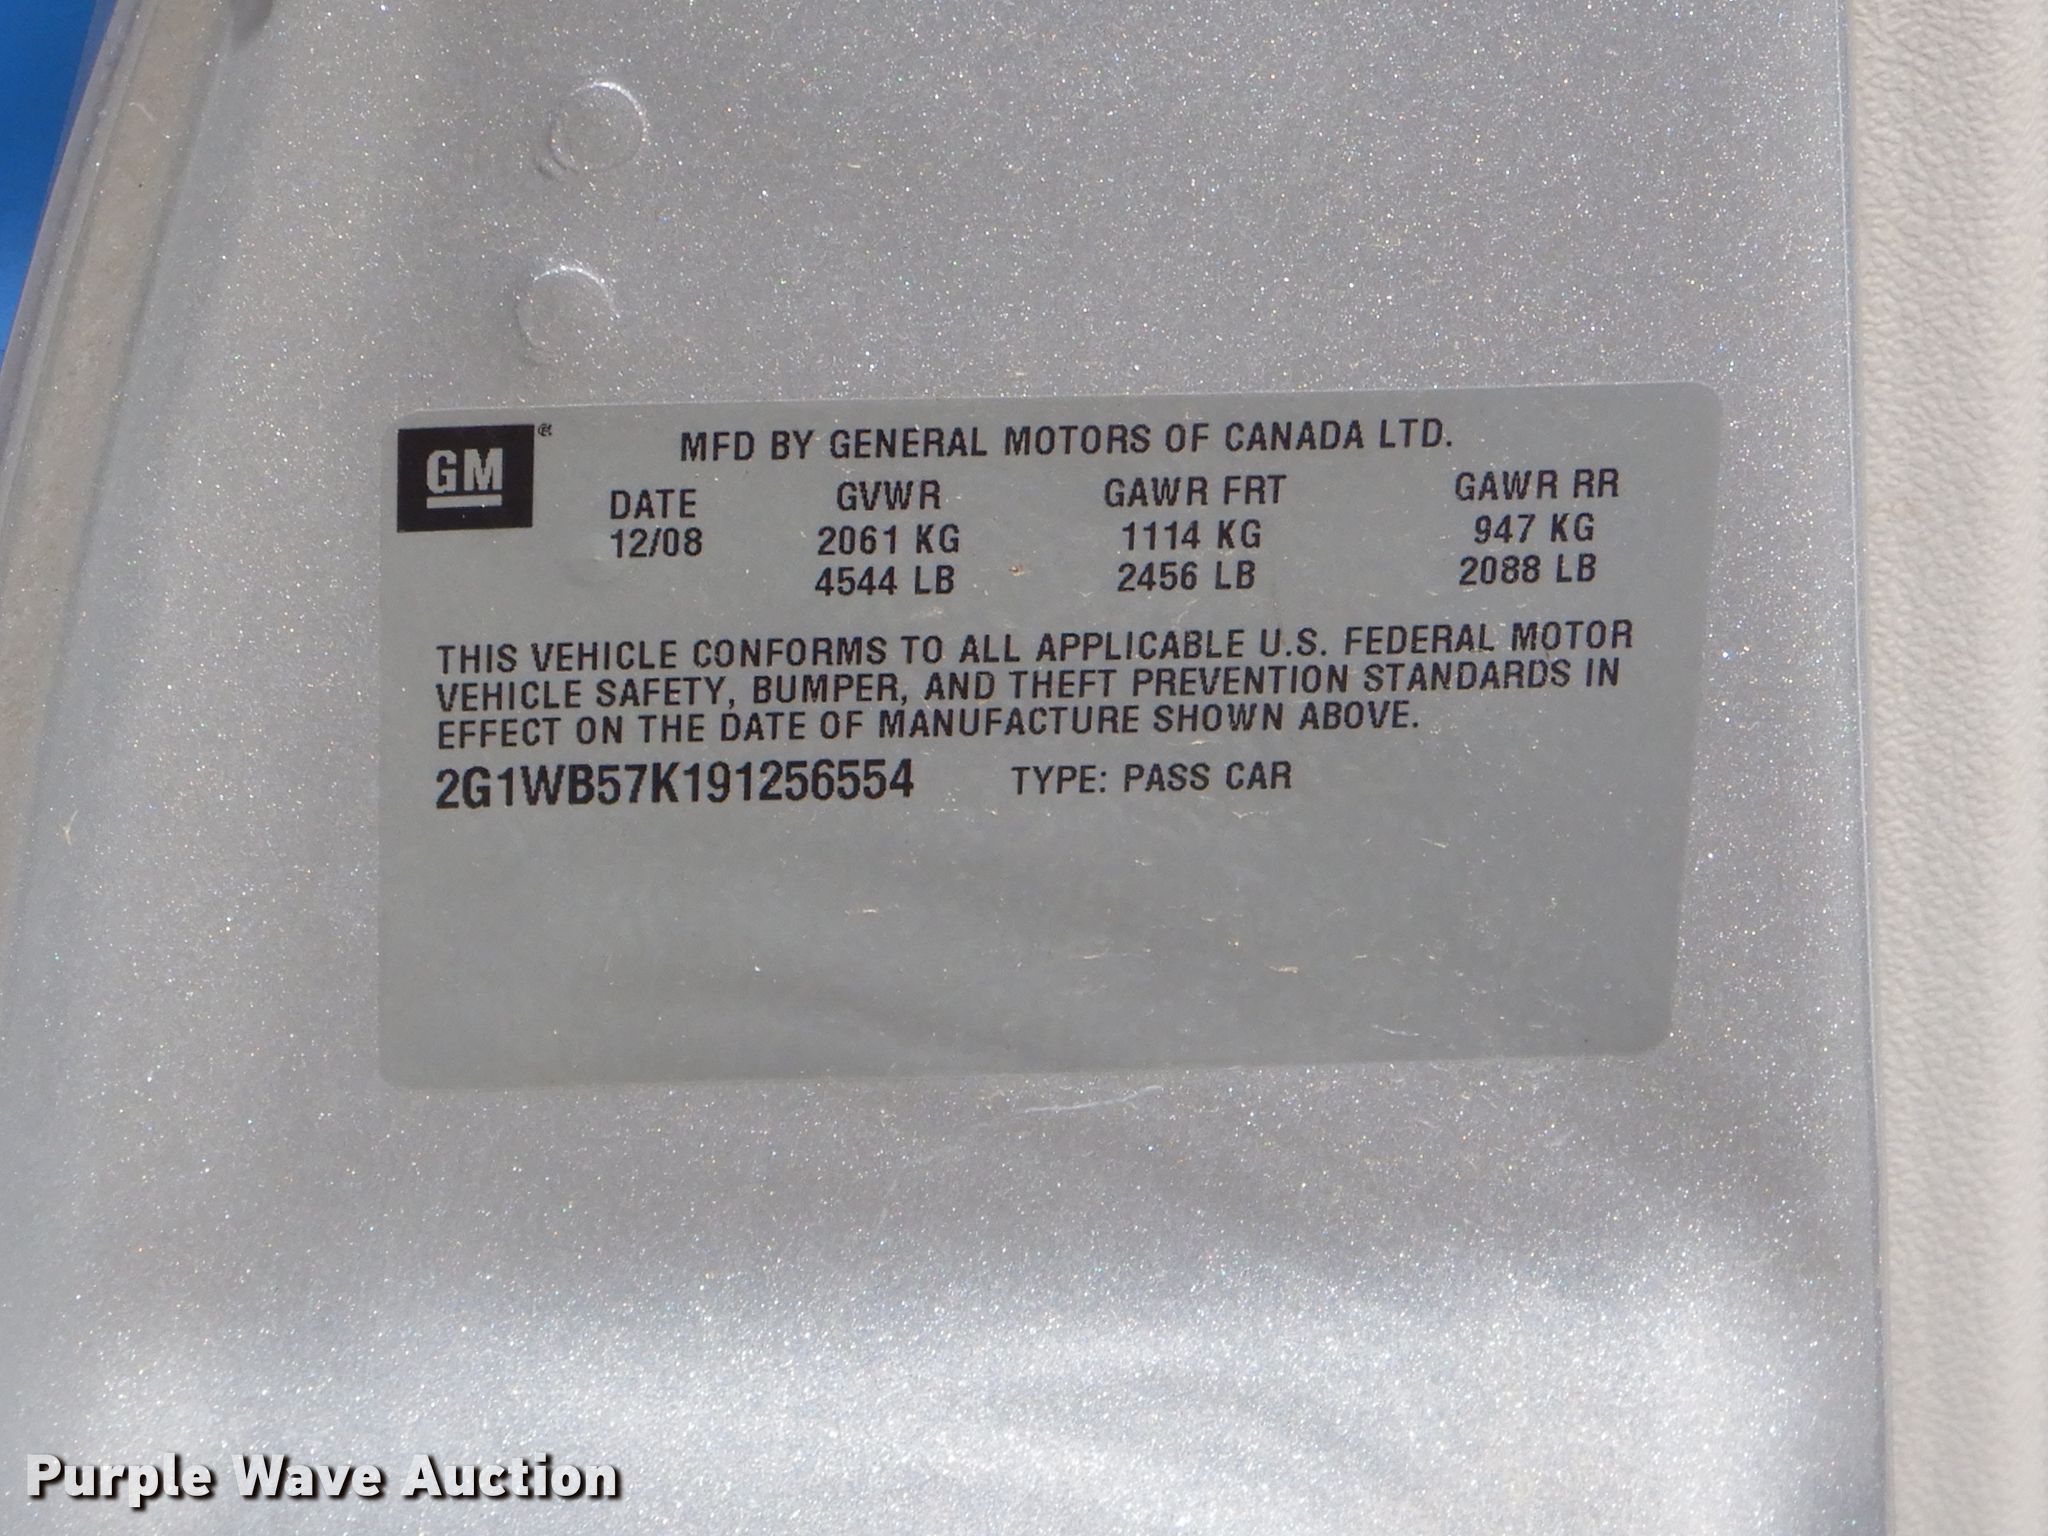 GM®
MFD BY GENERAL MOTORS OF CANADA LTD.
DATE GVWR GAWR FRT GAWR RR
12/08 2061 KG 1114 KG 947 KG
4544 LB 2456 LB 2088 LB
THIS VEHICLE CONFORMS TO ALL APPLICABLE U.S. FEDERAL MOTOR
VEHICLE SAFETY, BUMPER, AND THEFT PREVENTION STANDARDS IN
EFFECT ON THE DATE OF MANUFACTURE SHOWN ABOVE.
2G1WB57K191256554 TYPE: PASS CAR
Purple Wave Auction